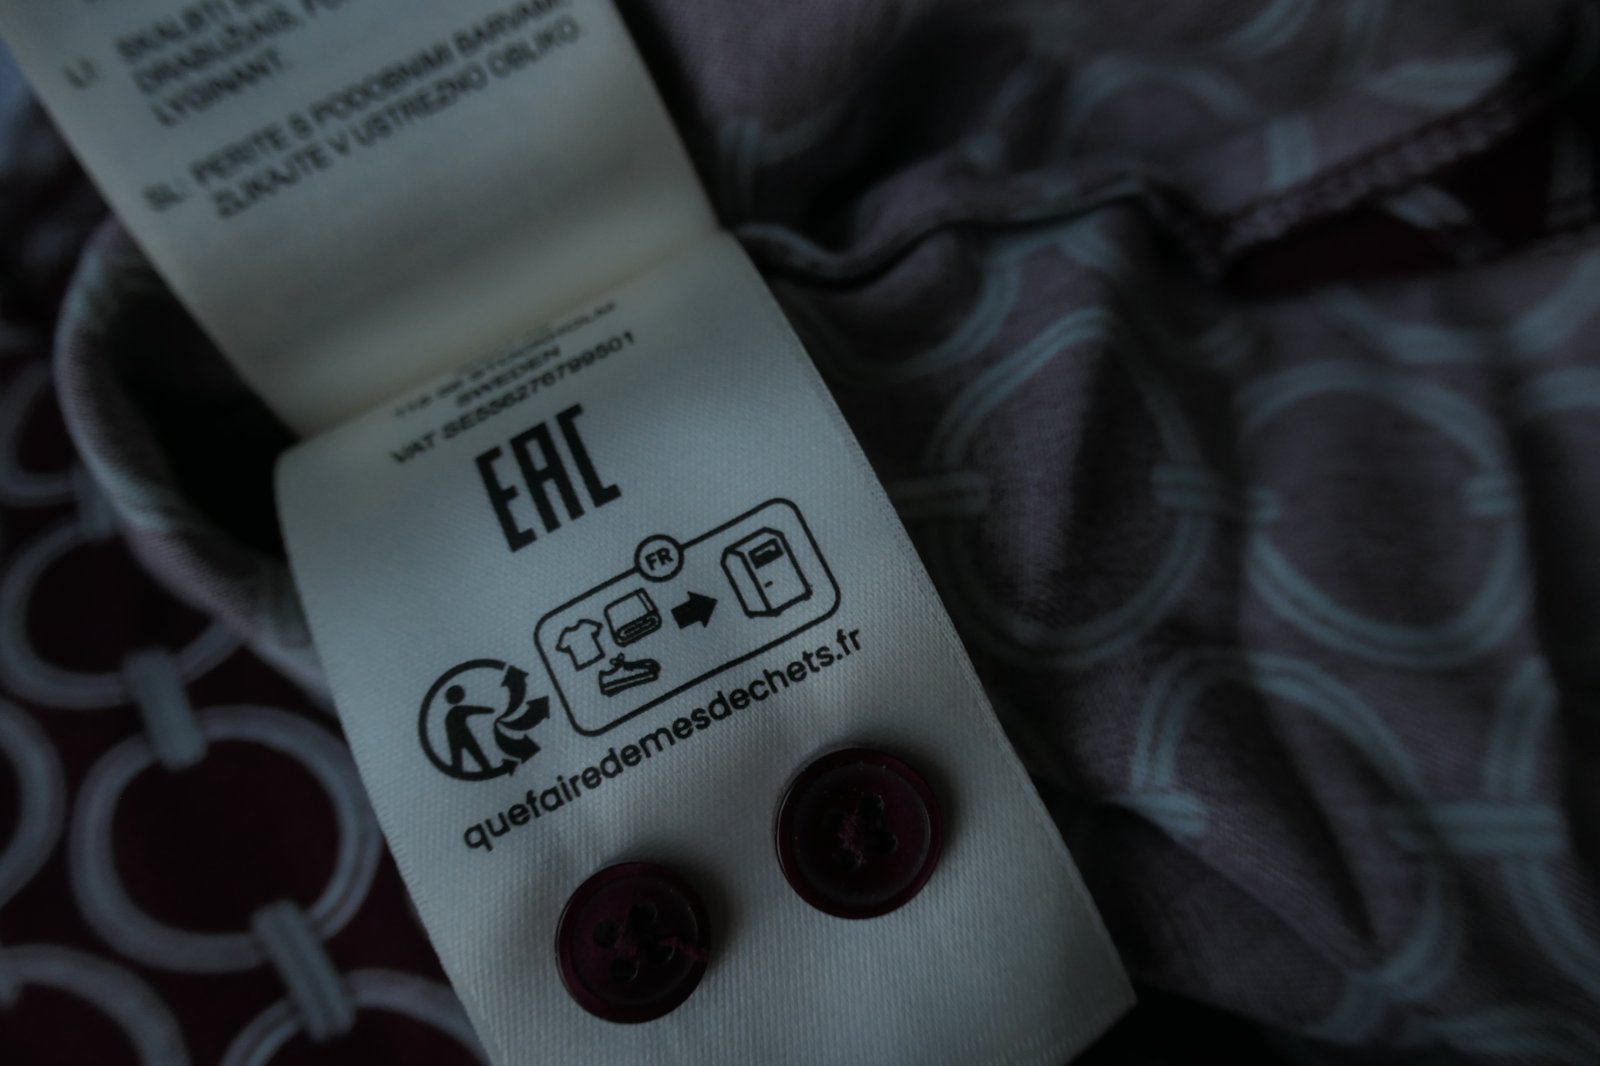 LT: SKALBTI SU
DRABUŽIAIS,
LYGINANT.
SL: PERITE S PODOBNIMI BARVAMI.
ZLIKAJTE V USTREZNO OBLIKO.
SWEDEN
VAT SE556276799501
EAC
FR
quefairedemesdechets.fr